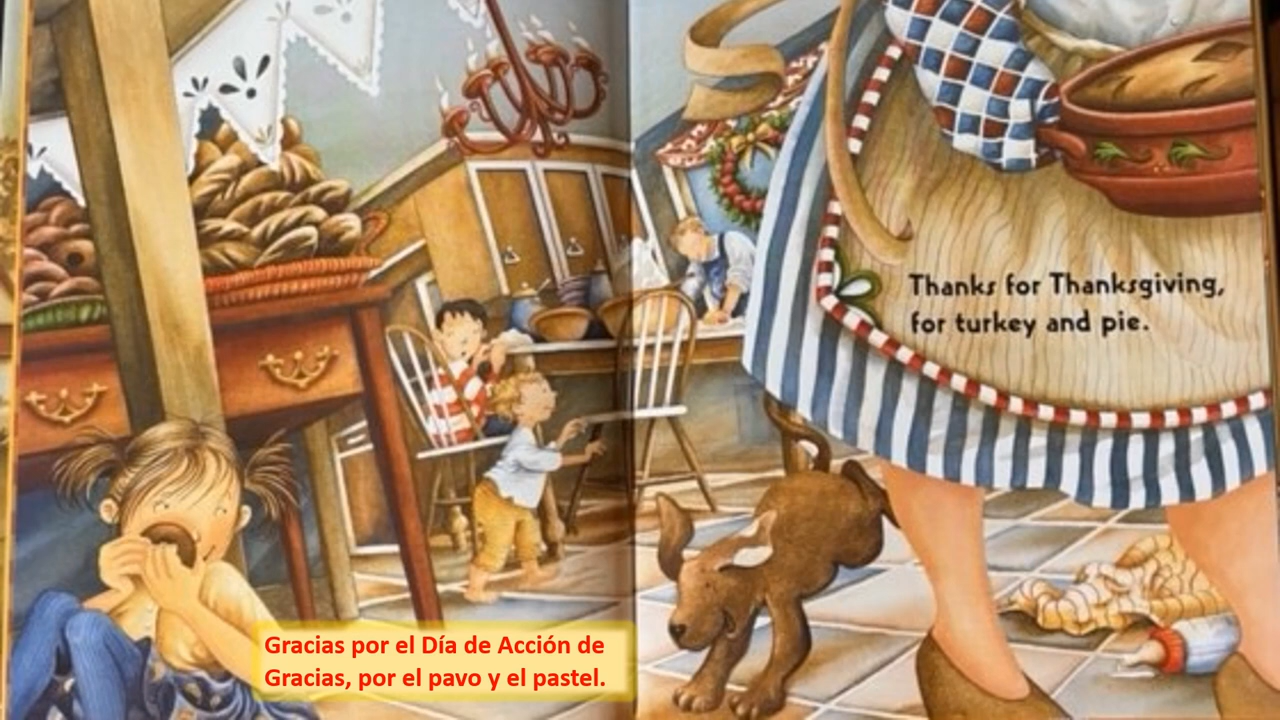 Thanks for Thanksgiving,
for turkey and pie.
Gracias por el Día de Acción de
Gracias, por el pavo y el pastel.